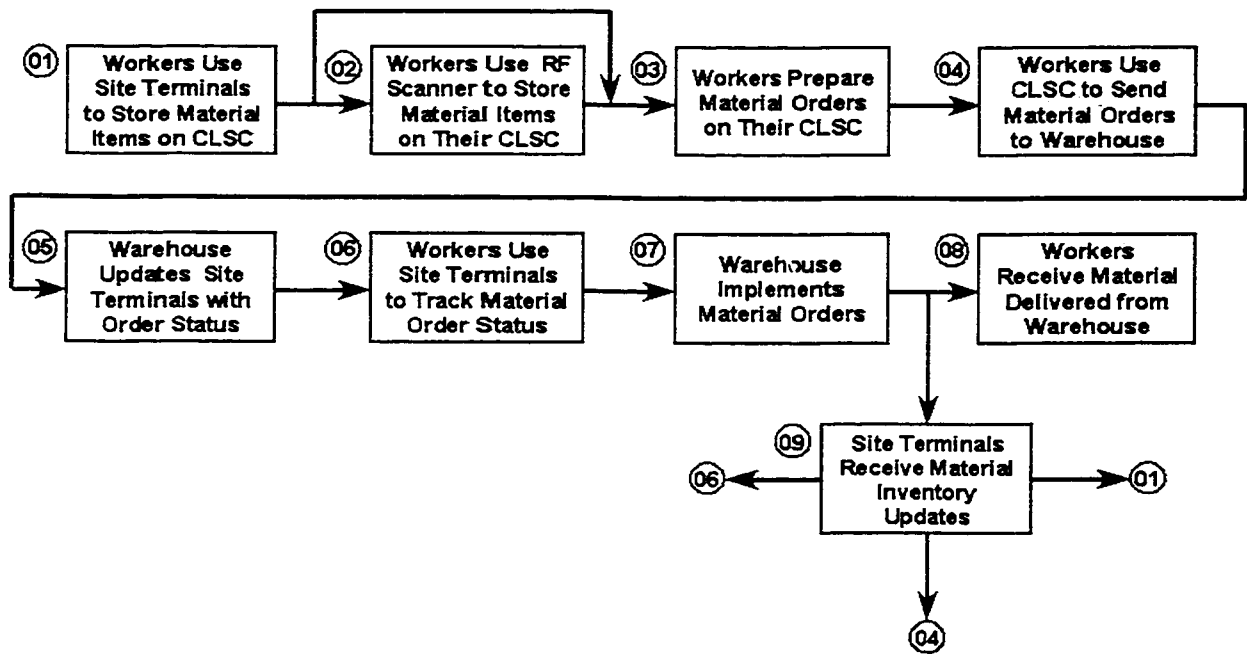 01
Workers Use
Site Terminals
to Store Material
Items on CLSC
02
Workers Use RF
Scanner to Store
Material Items
on Their CLSC
03
Workers Prepare
Material Orders
on Their CLSC
04
Workers Use
CLSC to Send
Material Orders
to Warehouse
05
Warehouse
Updates Site
Terminals with
Order Status
06
Workers Use
Site Terminals
to Track Material
Order Status
07
Warehouse
Implements
Material Orders
08
Workers
Receive Material
Delivered from
Warehouse
09
Site Terminals
Receive Material
Inventory
Updates
06
01
04